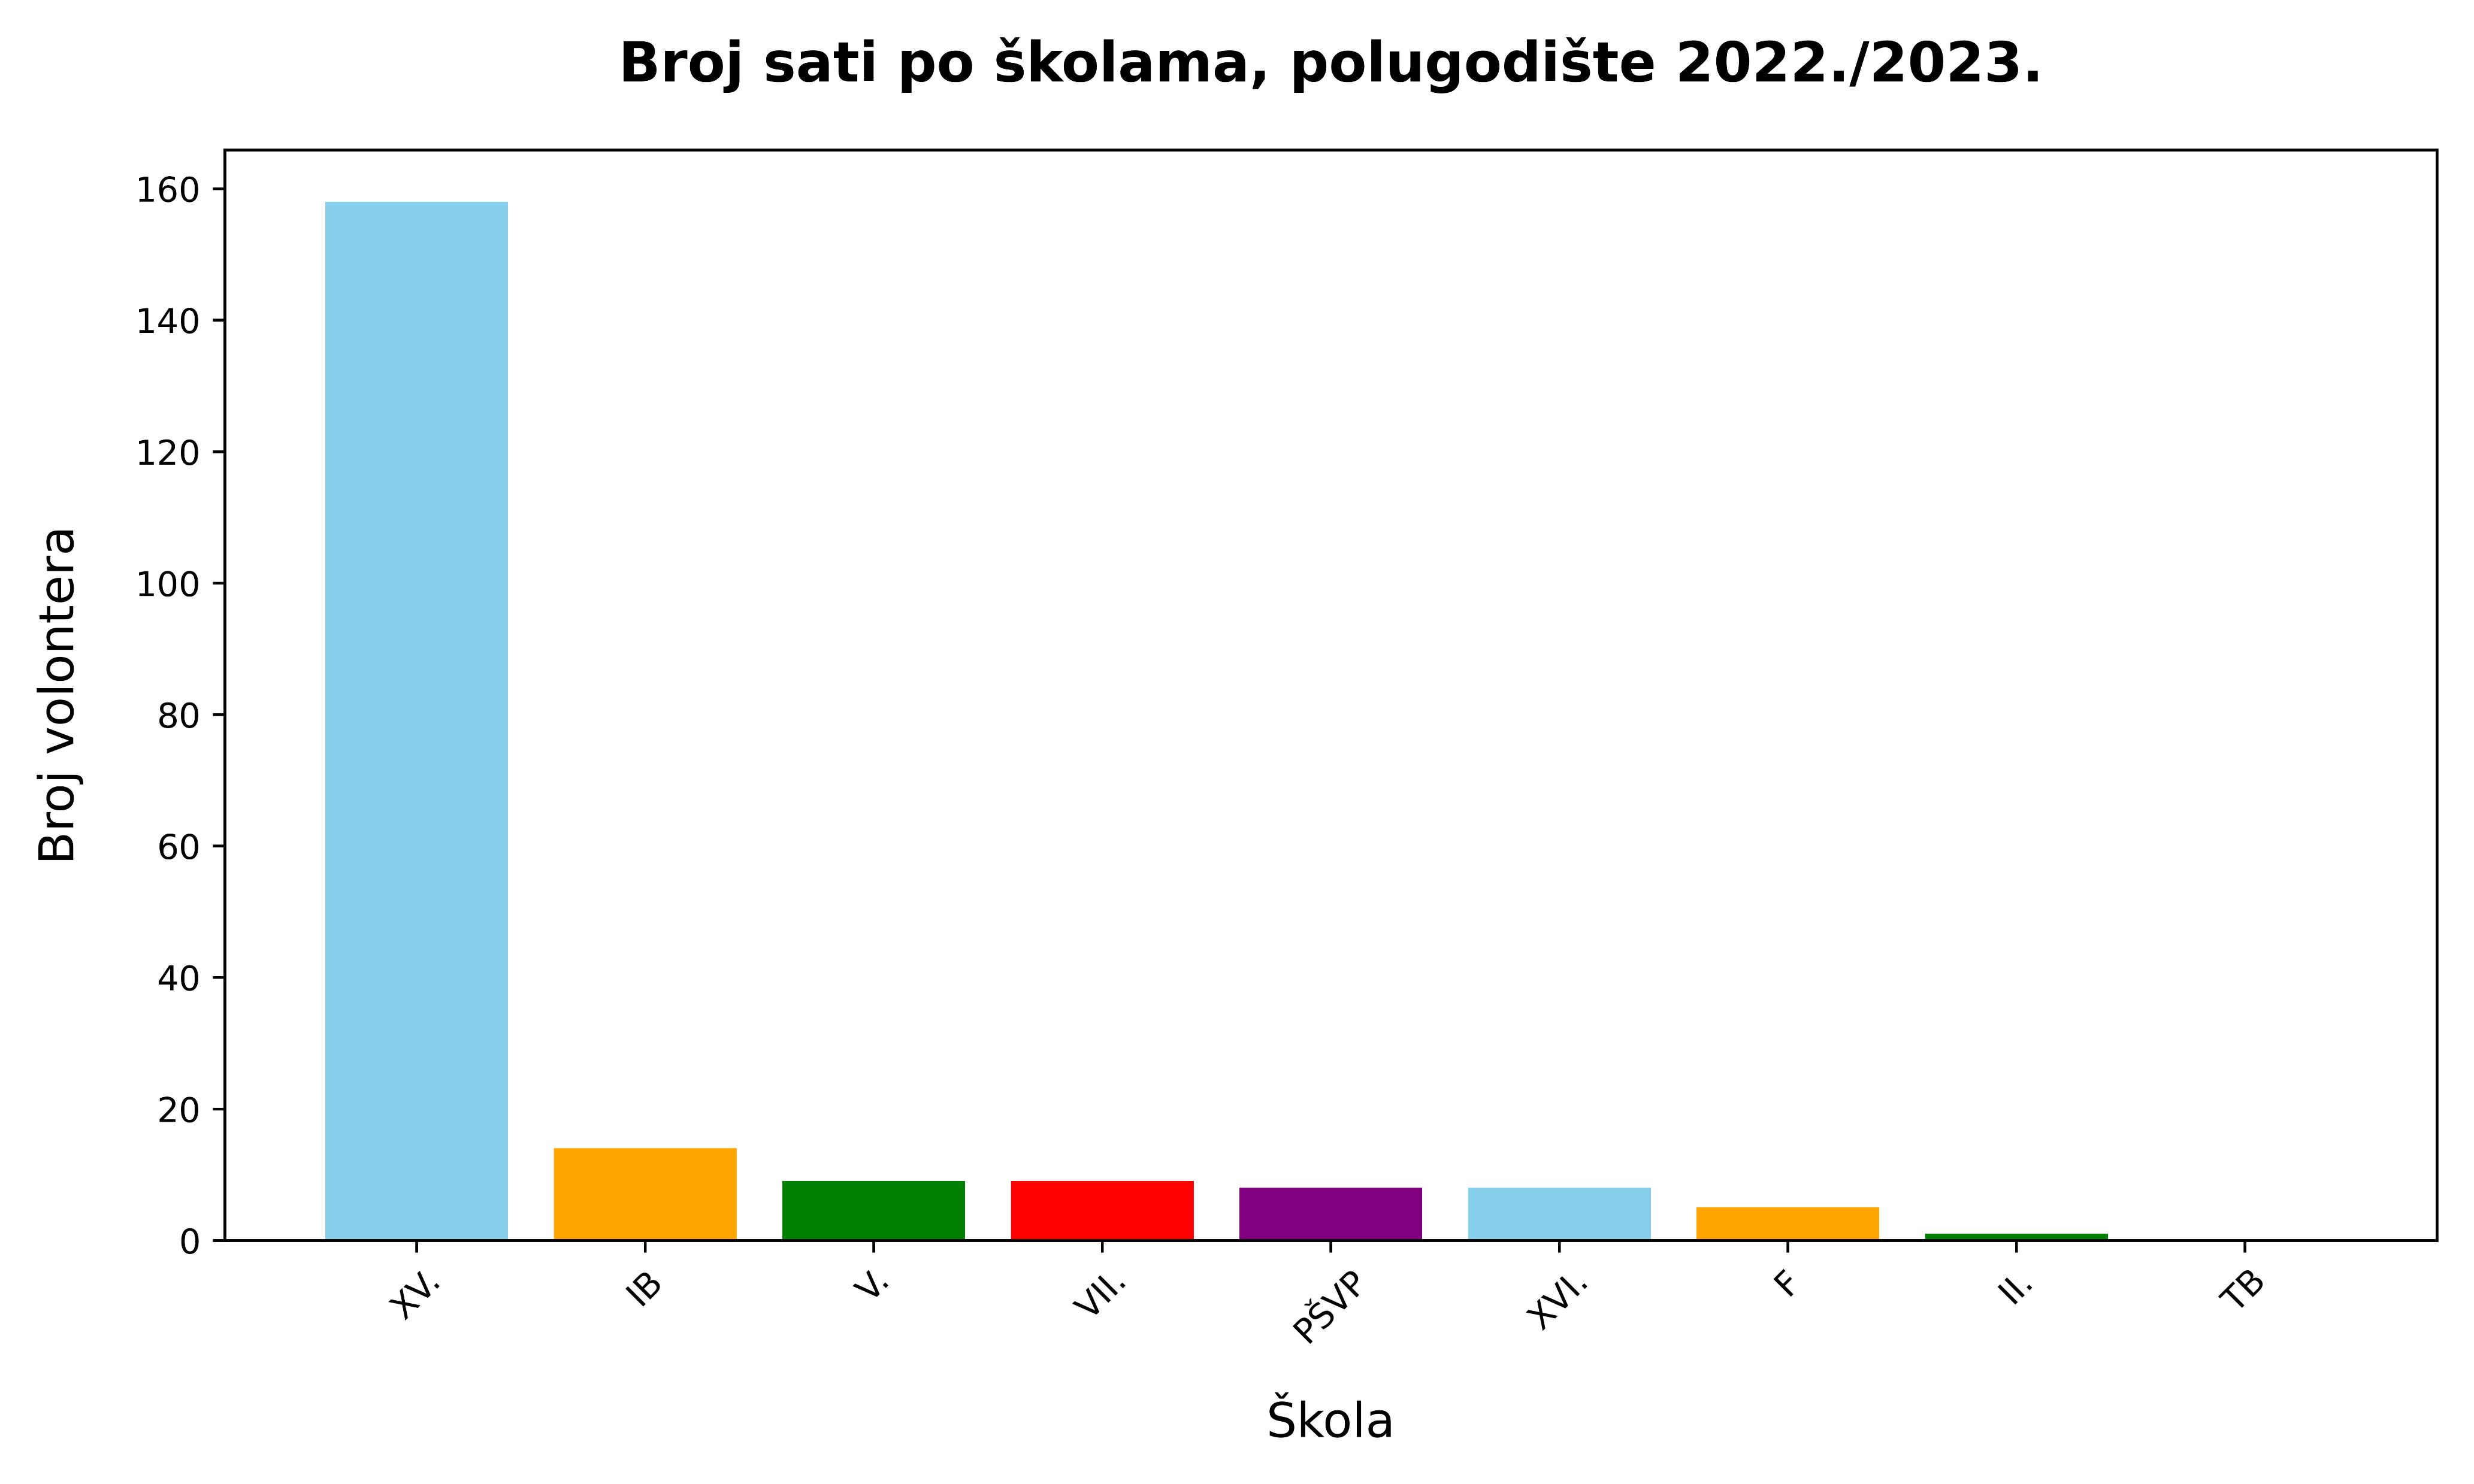 Broj sati po školama, polugodište 2022./2023.
Broj volontera
160
140
120
100
80
60
40
20
0
XV.
IB
V.
VII.
PŠVP
XVI.
F
II.
TB
Škola